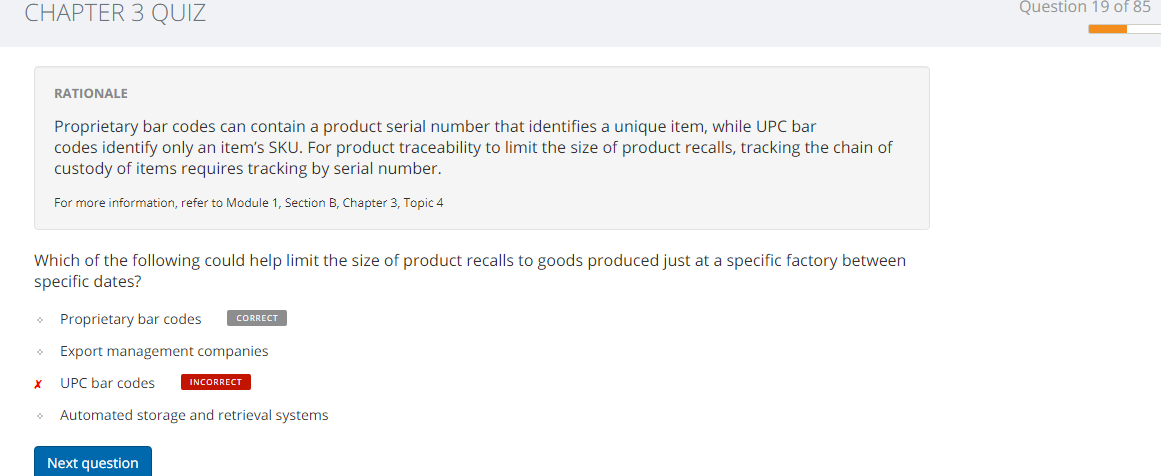 CHAPTER 3 QUIZ
Question 19 of 85
RATIONALE
Proprietary bar codes can contain a product serial number that identifies a unique item, while UPC bar
codes identify only an item's SKU. For product traceability to limit the size of product recalls, tracking the chain of
custody of items requires tracking by serial number.
For more information, refer to Module 1, Section B, Chapter 3, Topic 4
Which of the following could help limit the size of product recalls to goods produced just at a specific factory between
specific dates?
Proprietary bar codes CORRECT
Export management companies
✗ UPC bar codes INCORRECT
Automated storage and retrieval systems
Next question